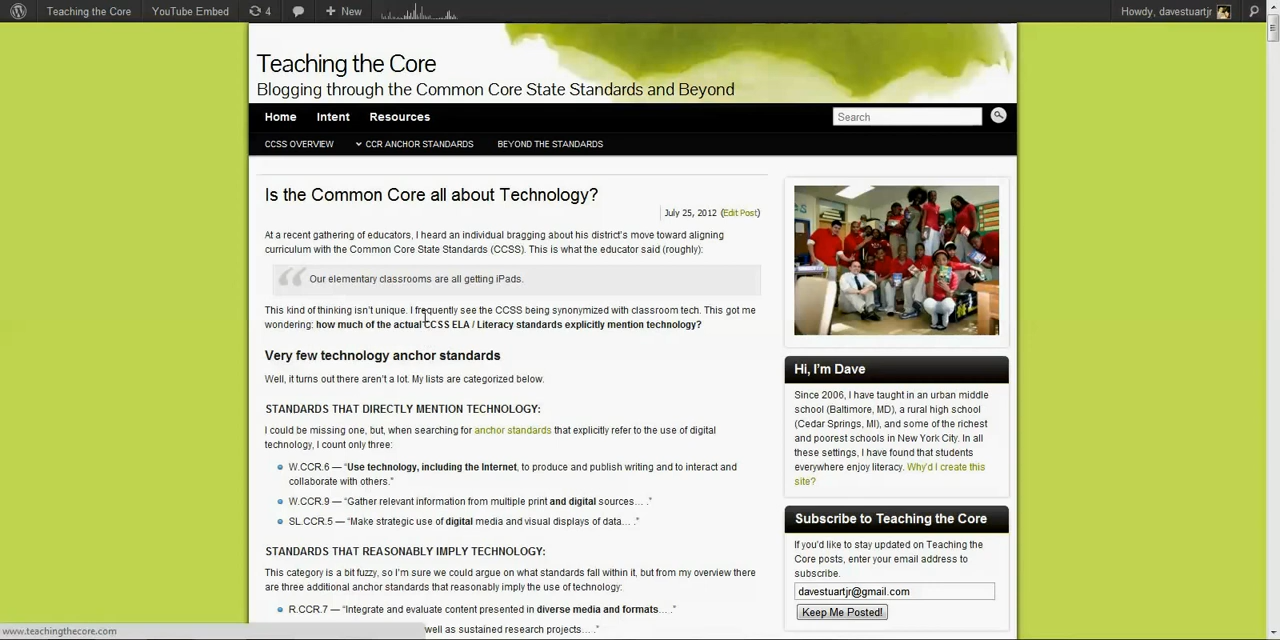 Teaching the Core YouTube Embed 4 + New Howdy, davestuartjr
Teaching the Core
Blogging through the Common Core State Standards and Beyond
Home Intent Resources Search
CCSS OVERVIEW CCR ANCHOR STANDARDS BEYOND THE STANDARDS
Is the Common Core all about Technology?
July 25, 2012 (Edit Post)
At a recent gathering of educators, I heard an individual bragging about his district's move toward aligning
curriculum with the Common Core State Standards (CCSS). This is what the educator said (roughly):
Our elementary classrooms are all getting iPads.
This kind of thinking isn't unique. I frequently see the CCSS being synonymized with classroom tech. This got me
wondering: how much of the actual CCSS ELA / Literacy standards explicitly mention technology?
Very few technology anchor standards
Well, it turns out there aren't a lot. My lists are categorized below.
STANDARDS THAT DIRECTLY MENTION TECHNOLOGY:
I could be missing one, but, when searching for anchor standards that explicitly refer to the use of digital
technology, I count only three:
W.CCR.6 — “Use technology, including the Internet, to produce and publish writing and to interact and
collaborate with others.”
W.CCR.9 — “Gather relevant information from multiple print and digital sources… .”
SL.CCR.5 — “Make strategic use of digital media and visual displays of data… .”
STANDARDS THAT REASONABLY IMPLY TECHNOLOGY:
This category is a bit fuzzy, so I'm sure we could argue on what standards fall within it, but from my overview there
are three additional anchor standards that reasonably imply the use of technology:
R.CCR.7 — “Integrate and evaluate content presented in diverse media and formats… .”
well as sustained research projects… .”
Hi, I'm Dave
Since 2006, I have taught in an urban middle
school (Baltimore, MD), a rural high school
(Cedar Springs, MI), and some of the richest
and poorest schools in New York City. In all
these settings, I have found that students
everywhere enjoy literacy. Why'd I create this
site?
Subscribe to Teaching the Core
If you'd like to stay updated on Teaching the
Core posts, enter your email address to
subscribe.
davestuartjr@gmail.com
Keep Me Posted!
www.teachingthecore.com